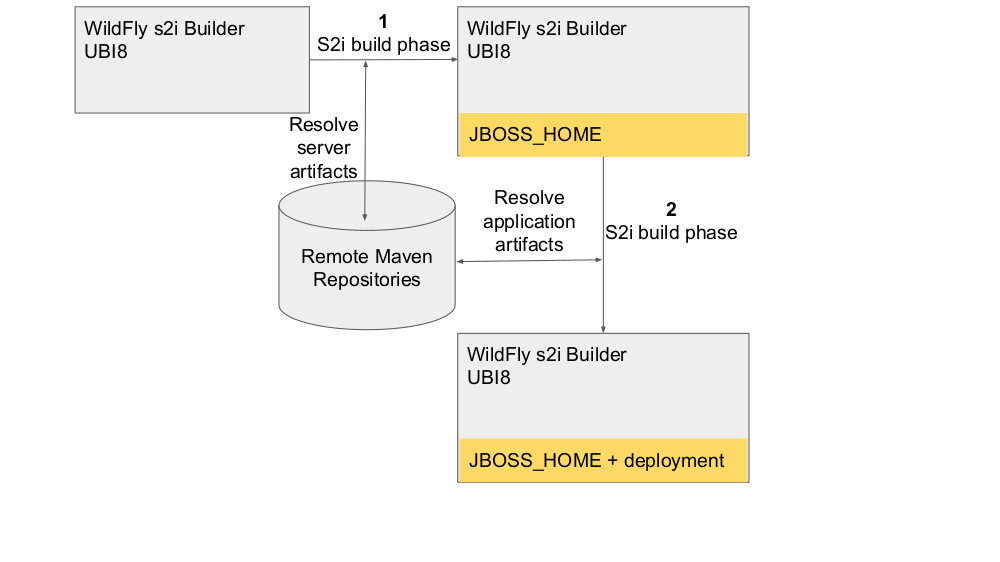 WildFly s2i Builder
UBI8
1
S2i build phase
WildFly s2i Builder
UBI8
JBOSS_HOME
Resolve
server
artifacts
Remote Maven
Repositories
Resolve
application
artifacts
2
S2i build phase
WildFly s2i Builder
UBI8
JBOSS_HOME + deployment